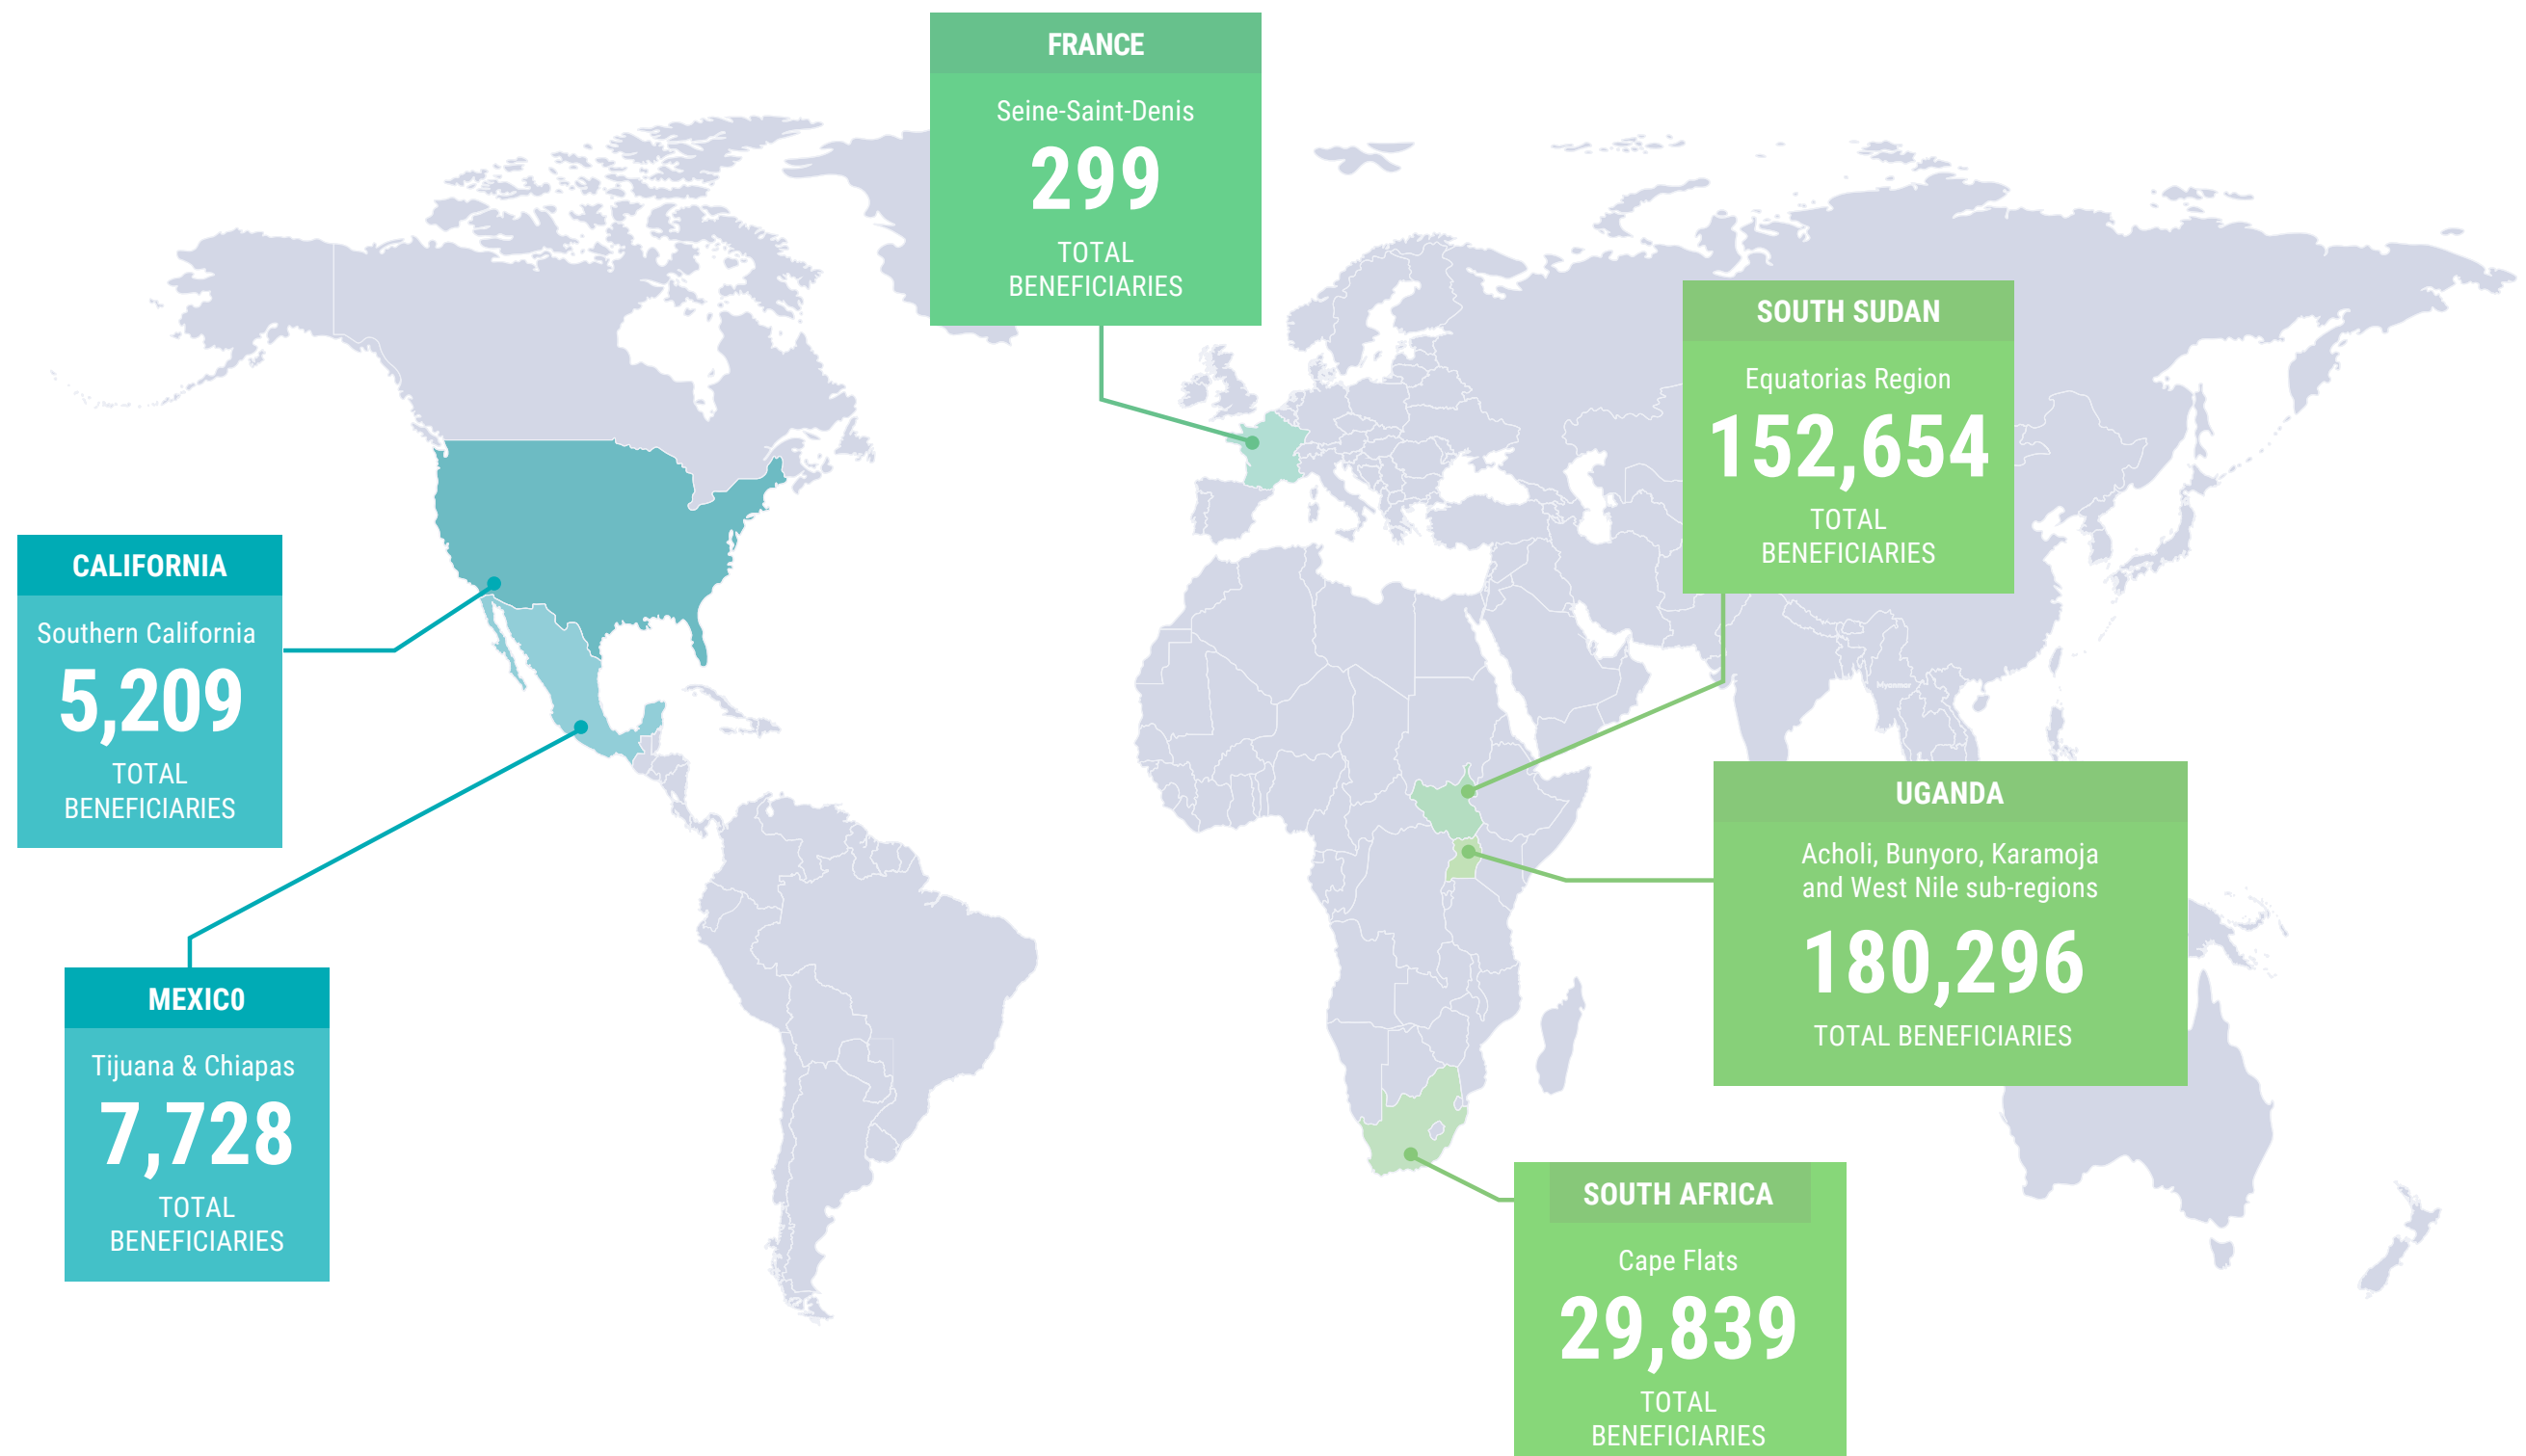 FRANCE
Seine-Saint-Denis
299
TOTAL
BENEFICIARIES
SOUTH SUDAN
Equatorias Region
152,654
TOTAL
BENEFICIARIES
CALIFORNIA
Southern California
5,209
TOTAL
BENEFICIARIES
Myanmar
UGANDA
Acholi, Bunyoro, Karamoja
and West Nile sub-regions
180,296
TOTAL BENEFICIARIES
MEXIC0
Tijuana & Chiapas
7,728
TOTAL
BENEFICIARIES
SOUTH AFRICA
Cape Flats
29,839
TOTAL
BENEFICIARIES